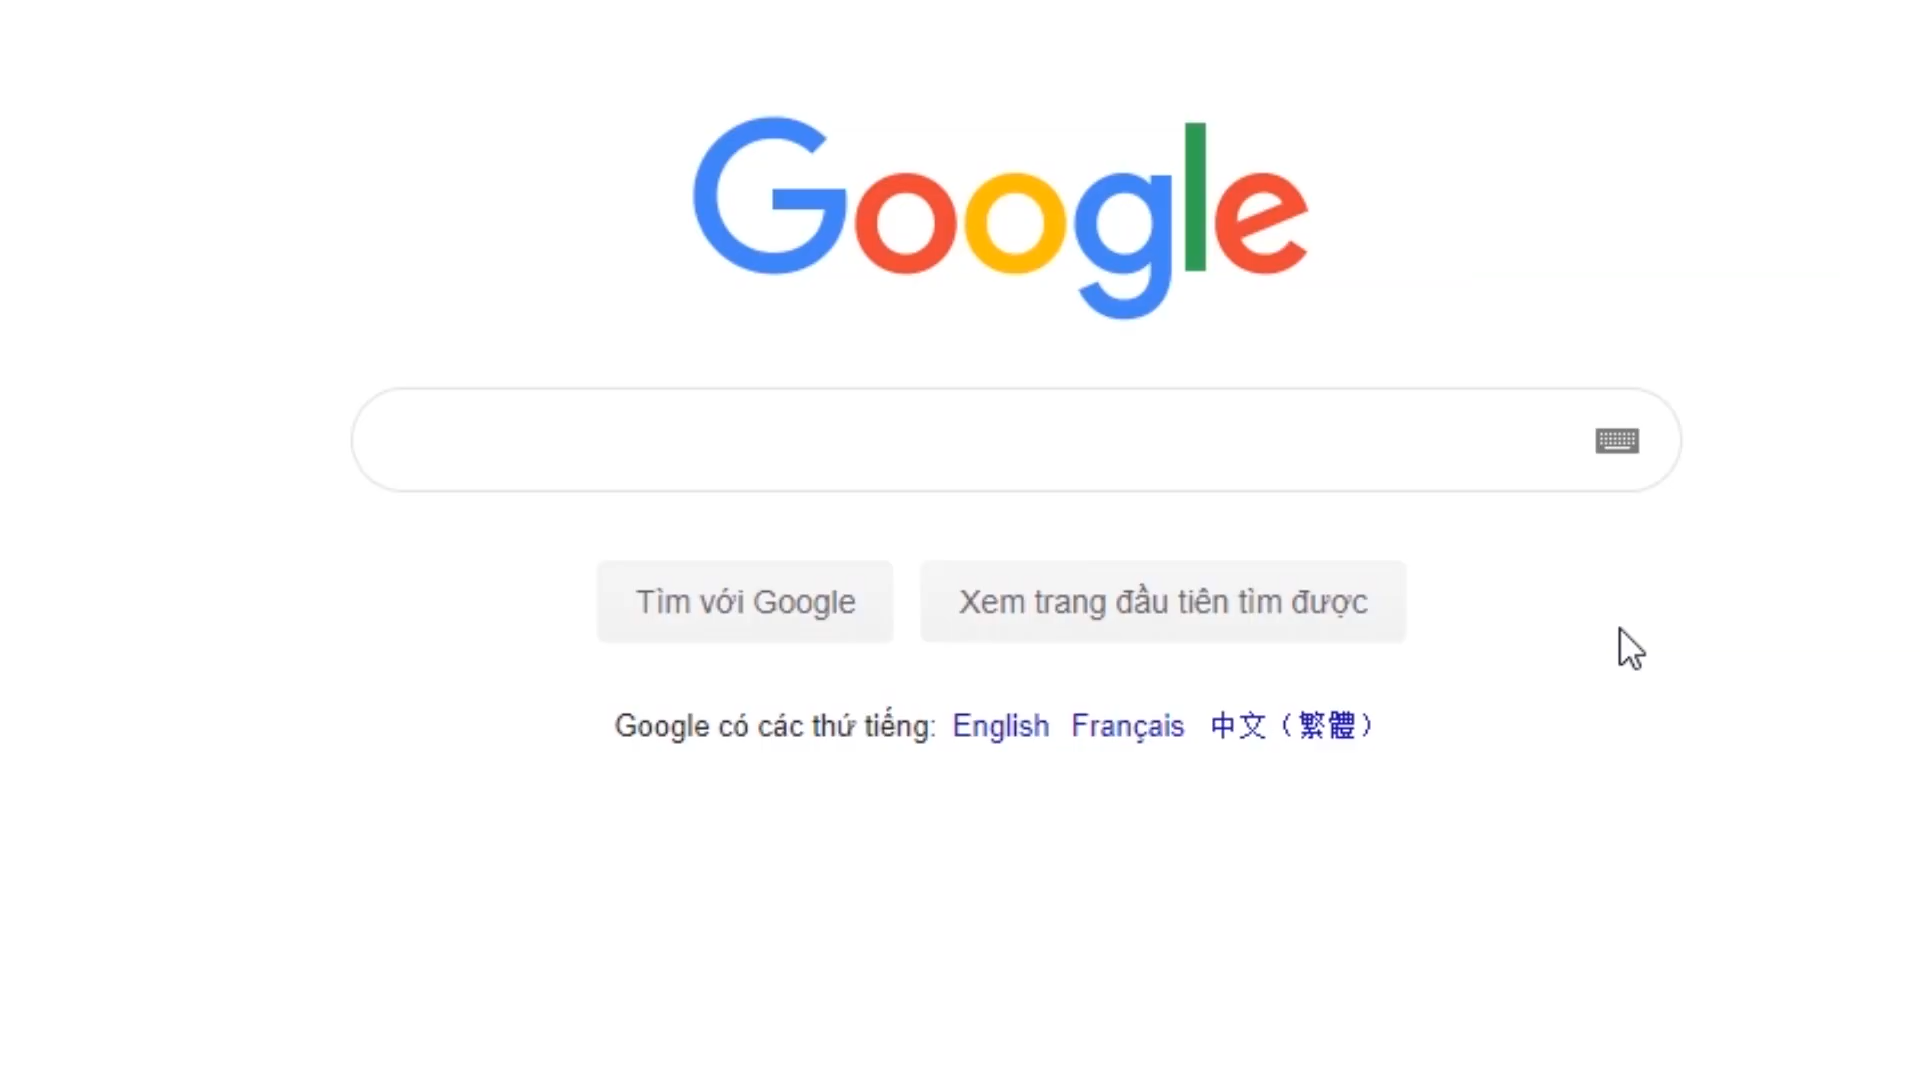 Google
Tìm với Google
Xem trang đầu tiên tìm được
Google có các thứ tiếng: English Français 中文（繁體）